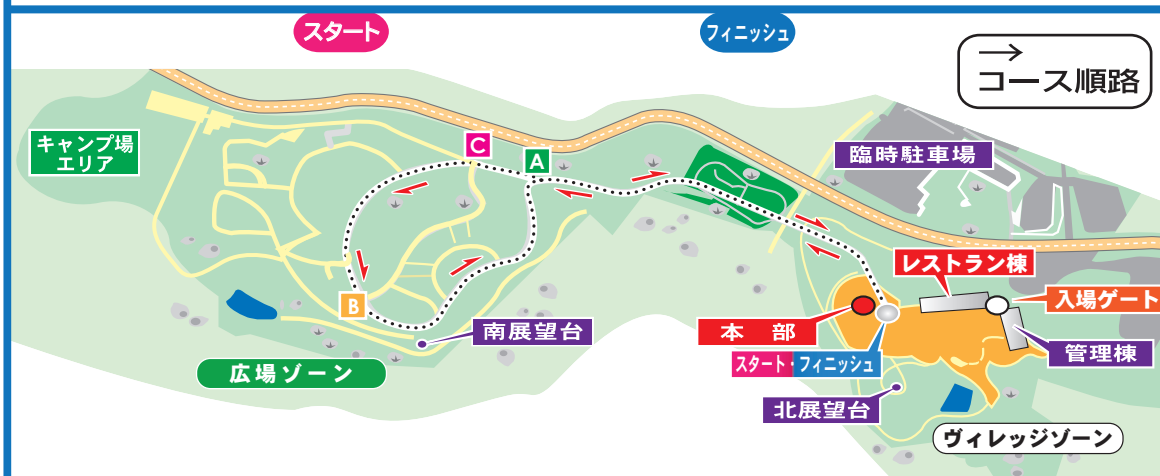 スタート
フィニッシュ
→
コース順路
キャンプ場
エリア
C
A
臨時駐車場
レストラン棟
入場ゲート
B
南展望台
本 部
管理棟
スタート・フィニッシュ
広場ゾーン
北展望台
ヴィレッジゾーン